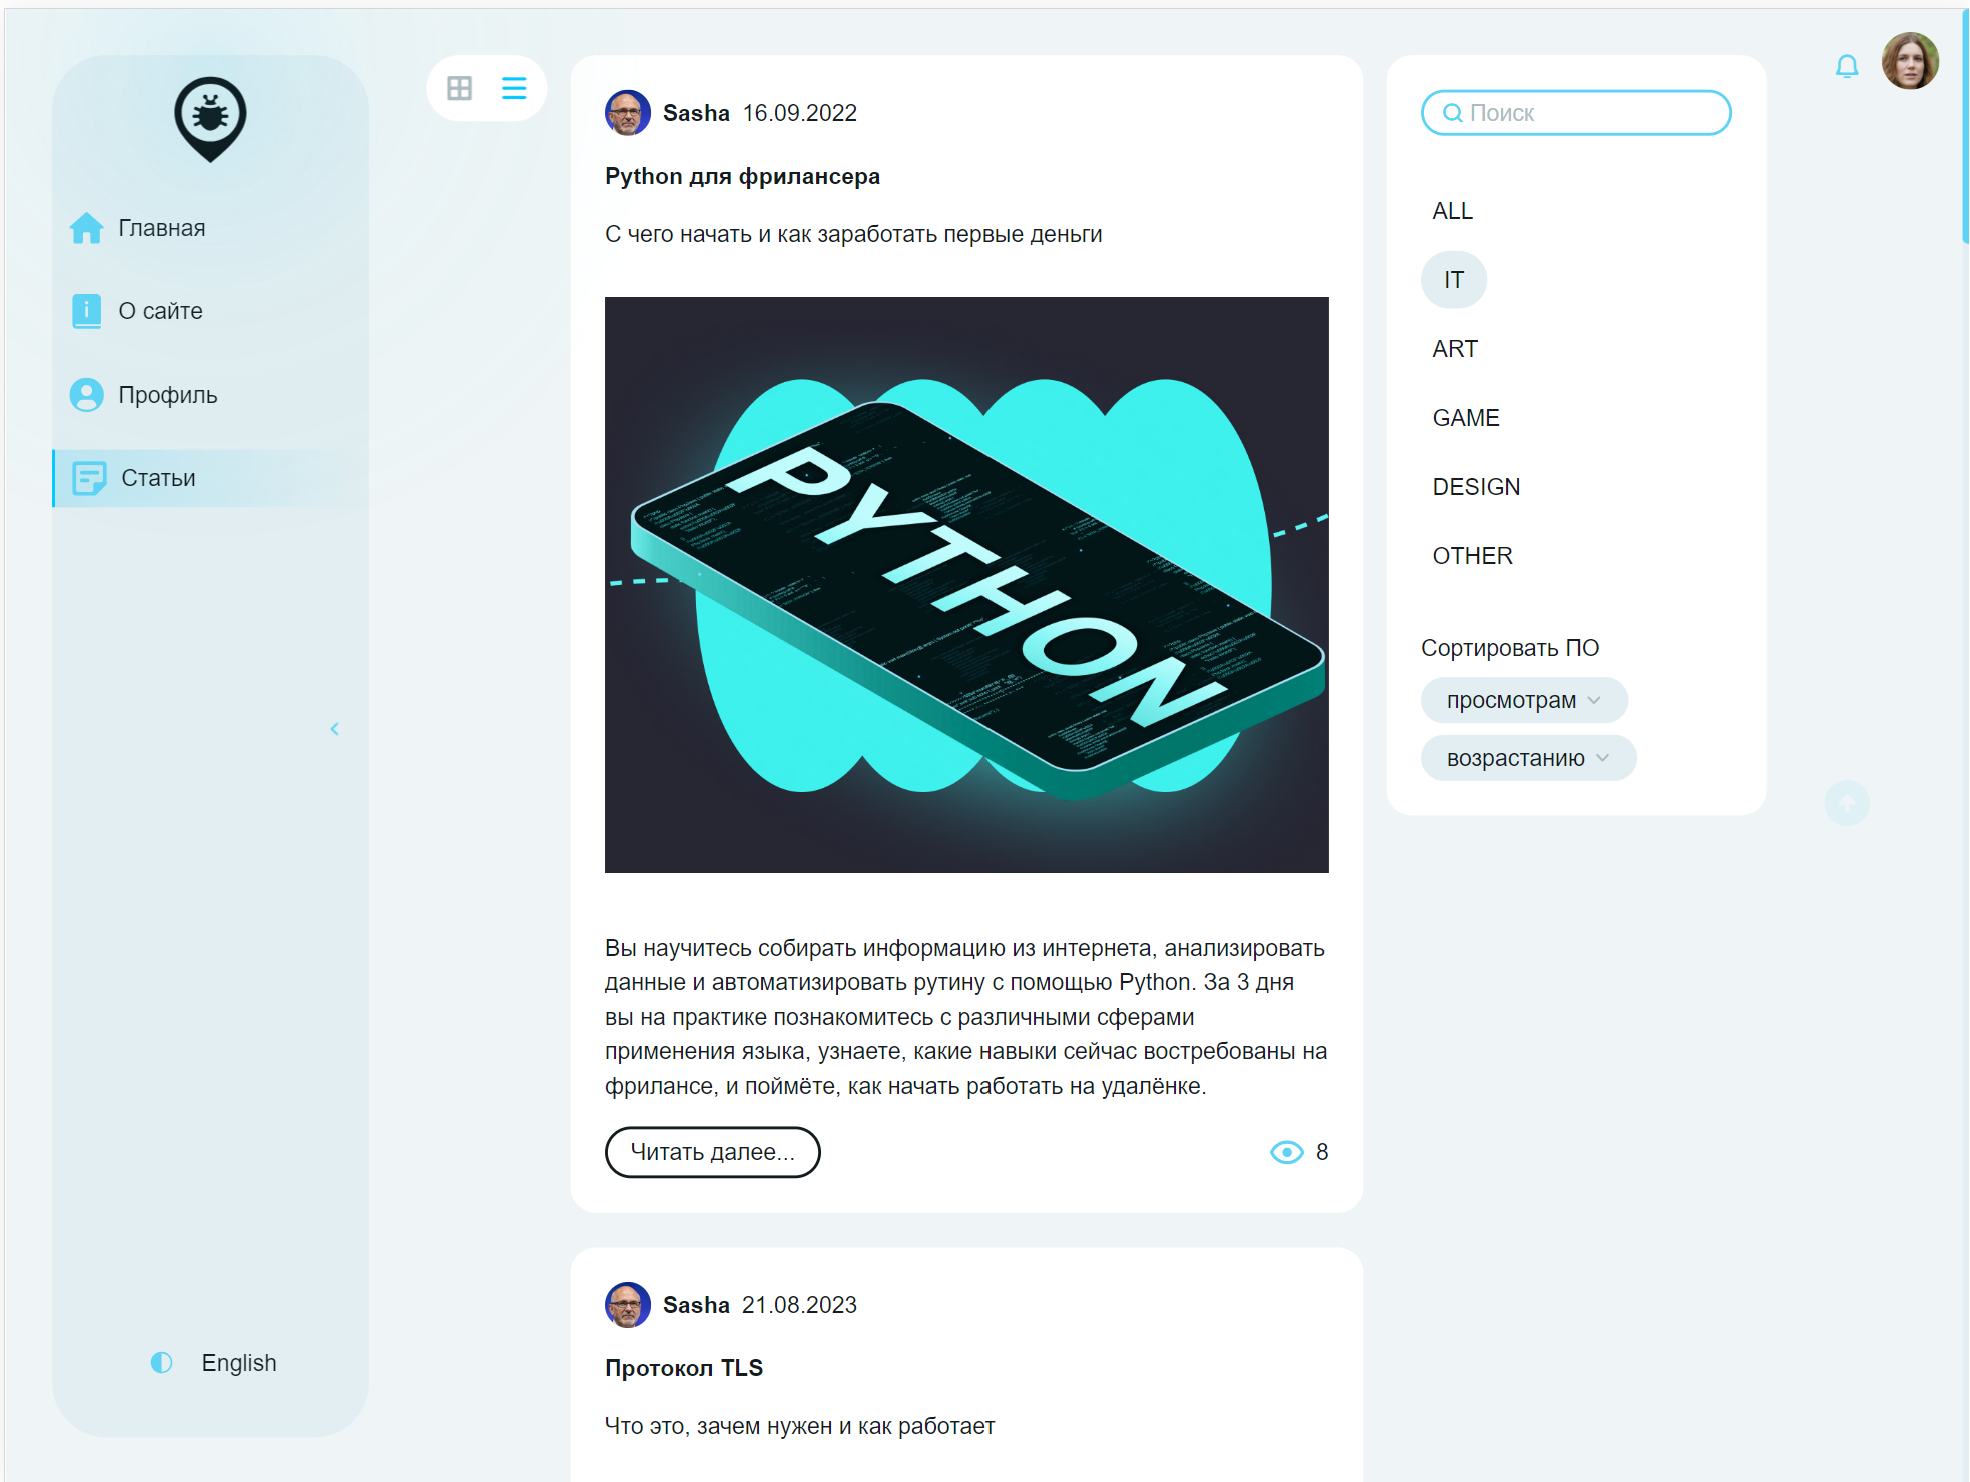 Главная
О сайте
Профиль
Статьи
English
Sasha 16.09.2022
Python для фрилансера
С чего начать и как заработать первые деньги
PYTHON
Вы научитесь собирать информацию из интернета, анализировать
данные и автоматизировать рутину с помощью Python. За 3 дня
вы на практике познакомитесь с различными сферами
применения языка, узнаете, какие навыки сейчас востребованы на
фрилансе, и поймёте, как начать работать на удалёнке.
Читать далее...
8
Sasha 21.08.2023
Протокол TLS
Что это, зачем нужен и как работает
Поиск
ALL
IT
ART
GAME
DESIGN
OTHER
Сортировать ПО
просмотрам
возрастанию